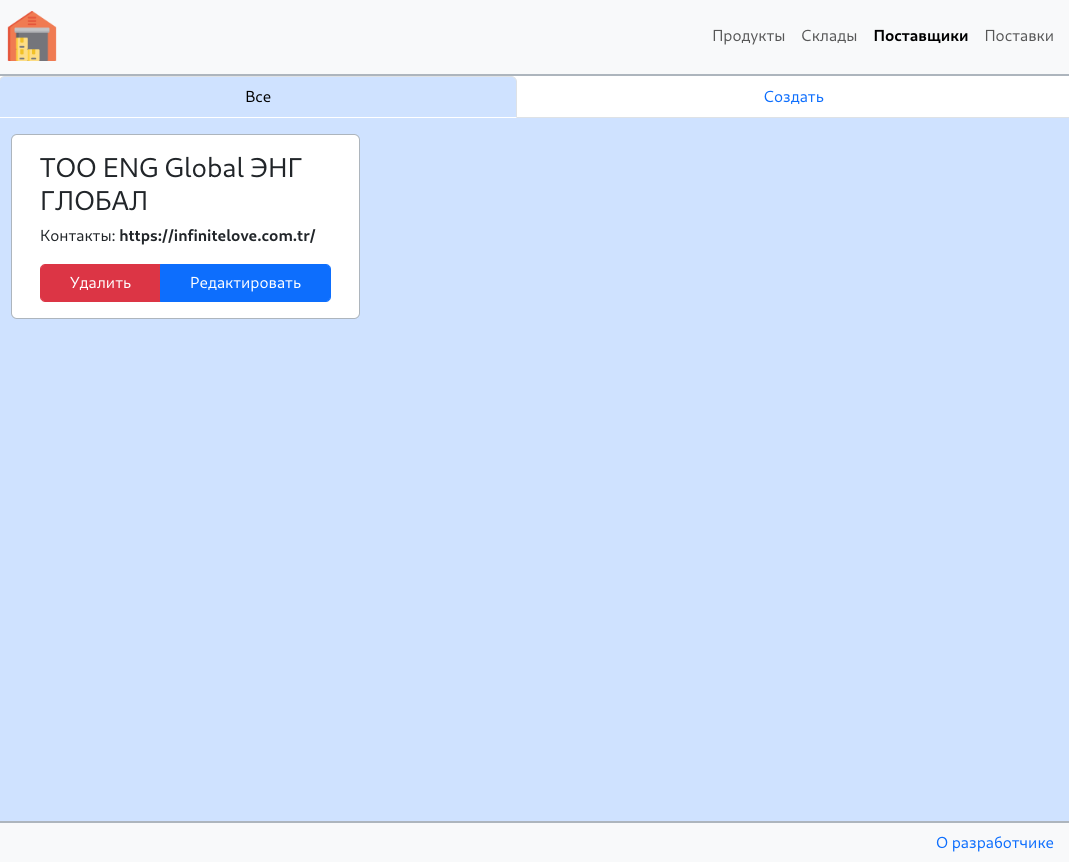 Продукты Склады Поставщики Поставки
Все Создать
ТОО ENG Global ЭНГ
ГЛОБАЛ
Контакты: https://infinitelove.com.tr/
Удалить Редактировать
О разработчике